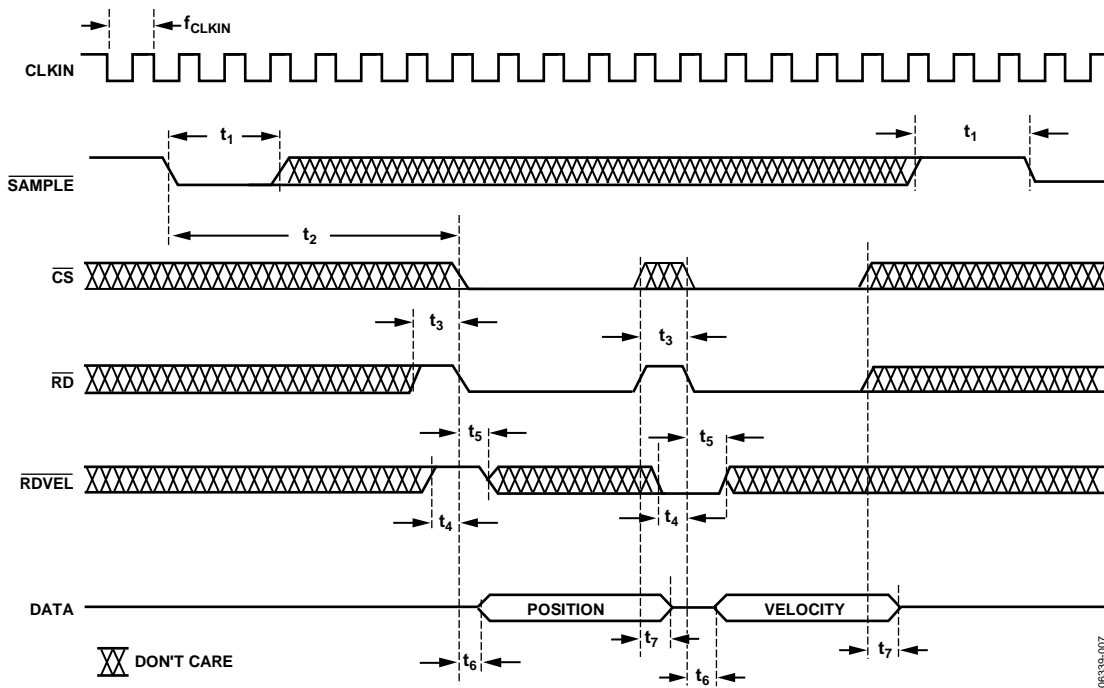 fCLKIN
CLKIN
t1
t1
SAMPLE
t2
CS
t3
t3
RD
t5
t5
RDVEL
t4
t4
DATA
POSITION
VELOCITY
t7
t7
t6
t6
DON'T CARE
06339-007